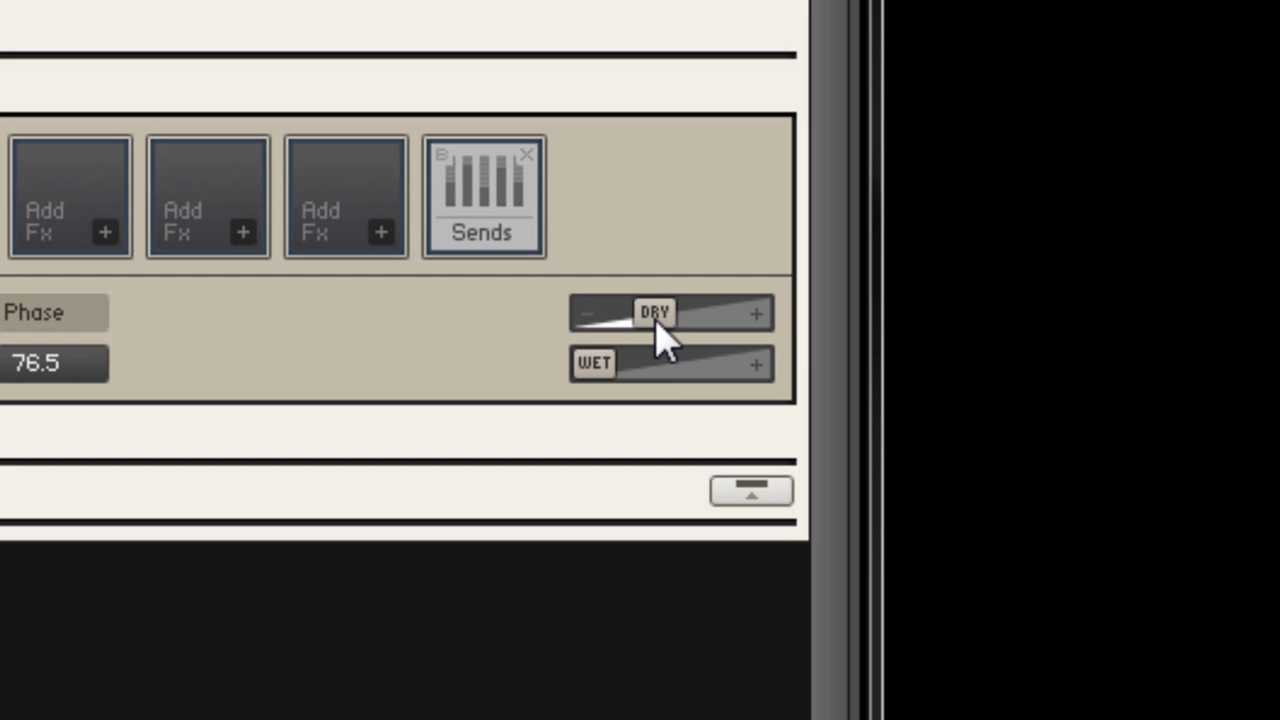 Add Fx +
Add Fx +
Add Fx +
B X
Sends
Phase
- DRY +
76.5
WET +